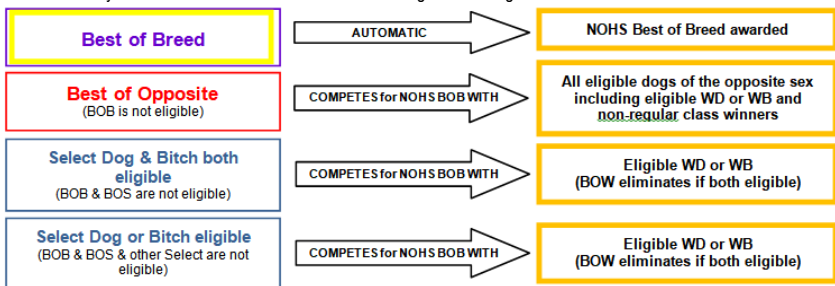 Best of Breed
AUTOMATIC
NOHS Best of Breed awarded
Best of Opposite
(BOB is not eligible)
COMPETES for NOHS BOB WITH
All eligible dogs of the opposite sex
including eligible WD or WB and
non-regular class winners
Select Dog & Bitch both
eligible
(BOB & BOS are not eligible)
COMPETES for NOHS BOB WITH
Eligible WD or WB
(BOW eliminates if both eligible)
Select Dog or Bitch eligible
(BOB & BOS & other Select are not
eligible)
COMPETES for NOHS BOB WITH
Eligible WD or WB
(BOW eliminates if both eligible)